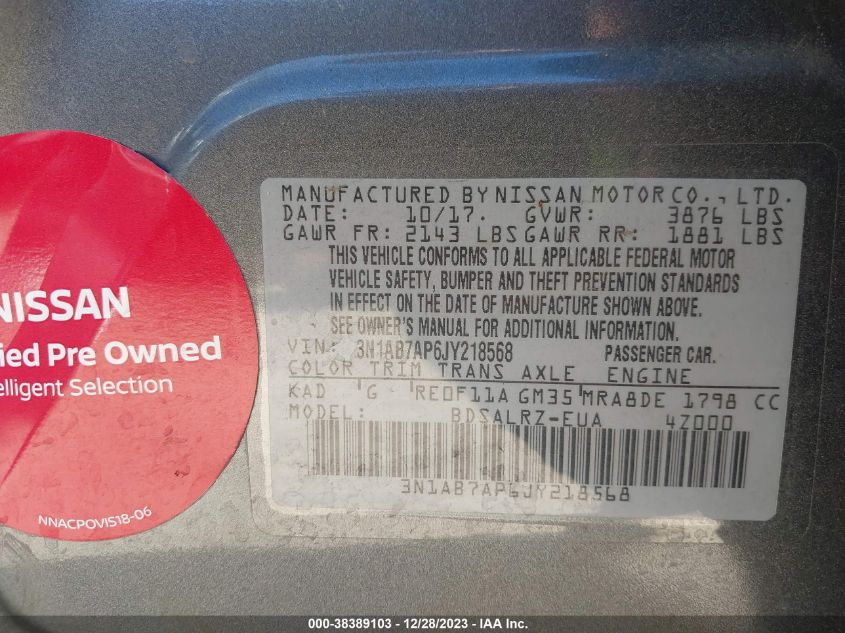 MANUFACTURED BY NISSAN MOTOR CO., LTD.
DATE: 10/17. GVWR: 3876 LBS
GAWR FR: 2143 LBS GAWR RR: 1881 LBS
THIS VEHICLE CONFORMS TO ALL APPLICABLE FEDERAL MOTOR
VEHICLE SAFETY, BUMPER AND THEFT PREVENTION STANDARDS
IN EFFECT ON THE DATE OF MANUFACTURE SHOWN ABOVE.
SEE OWNER'S MANUAL FOR ADDITIONAL INFORMATION.
VIN: 3N1AB7AP6JY218568 PASSENGER CAR.
COLOR TRIM TRANS AXLE ENGINE
KAD G RE0F11A GM35 MRA8DE 1798 CC
MODEL: BDSALRZ-EUA 4Z000
3N1AB7AP6JY218568
NISSAN
ied Pre Owned
elligent Selection
NNACPOVIS18-06
000-38389103 - 12/28/2023 - IAA Inc.